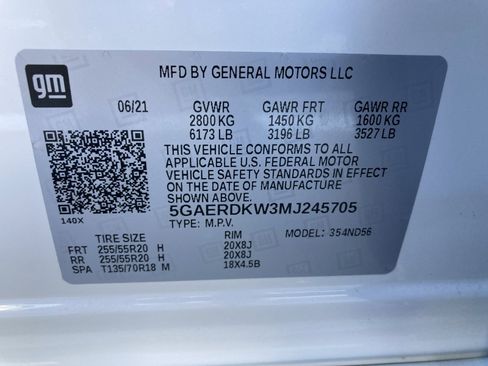 gm
MFD BY GENERAL MOTORS LLC
06/21 GVWR GAWR FRT GAWR RR
2800 KG 1450 KG 1600 KG
6173 LB 3196 LB 3527 LB
THIS VEHICLE CONFORMS TO ALL
APPLICABLE U.S. FEDERAL MOTOR
VEHICLE SAFETY STANDARDS IN EFFECT
ON THE DATE OF MANUFACTURE
SHOWN ABOVE.
140X
5GAERDKW3MJ245705
TYPE: M.P.V. MODEL: 354ND56
TIRE SIZE RIM
FRT 255/55R20 H 20X8J
RR 255/55R20 H 20X8J
SPA T135/70R18 M 18X4.5B